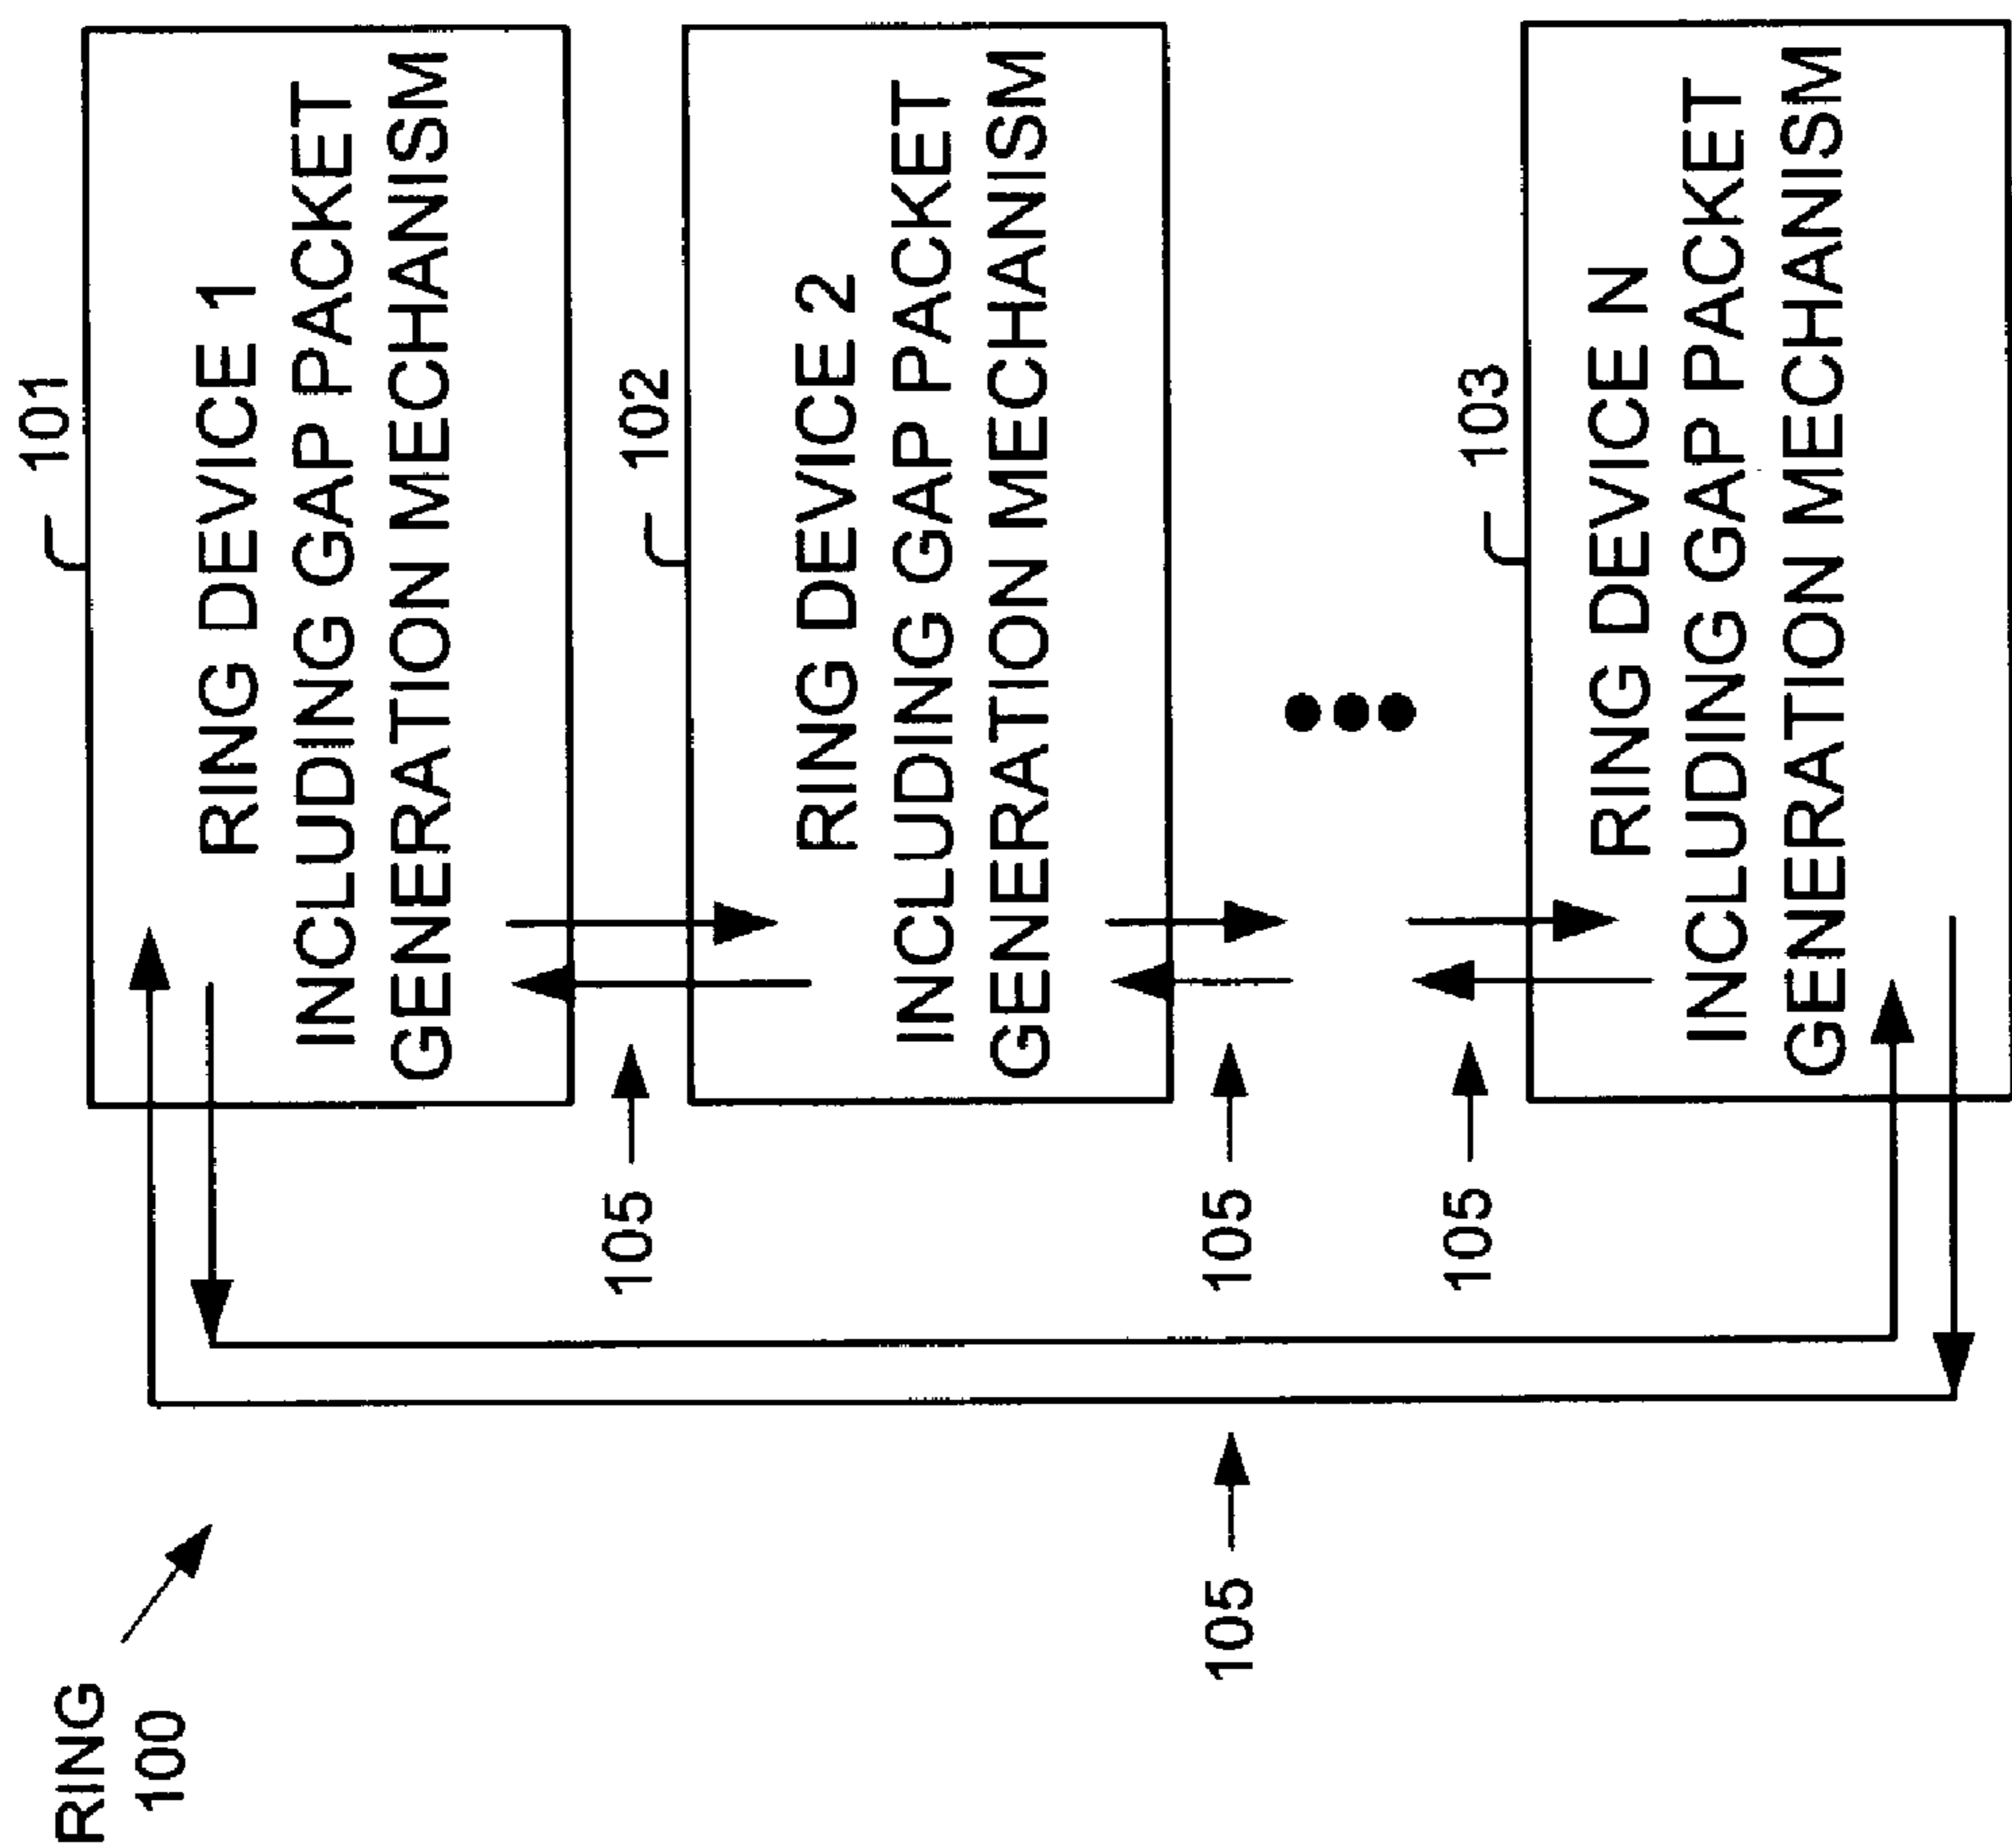 RING
100
101
RING DEVICE 1
INCLUDING GAP PACKET
GENERATION MECHANISM
105
102
RING DEVICE 2
INCLUDING GAP PACKET
GENERATION MECHANISM
105
105
105
103
RING DEVICE N
INCLUDING GAP PACKET
GENERATION MECHANISM